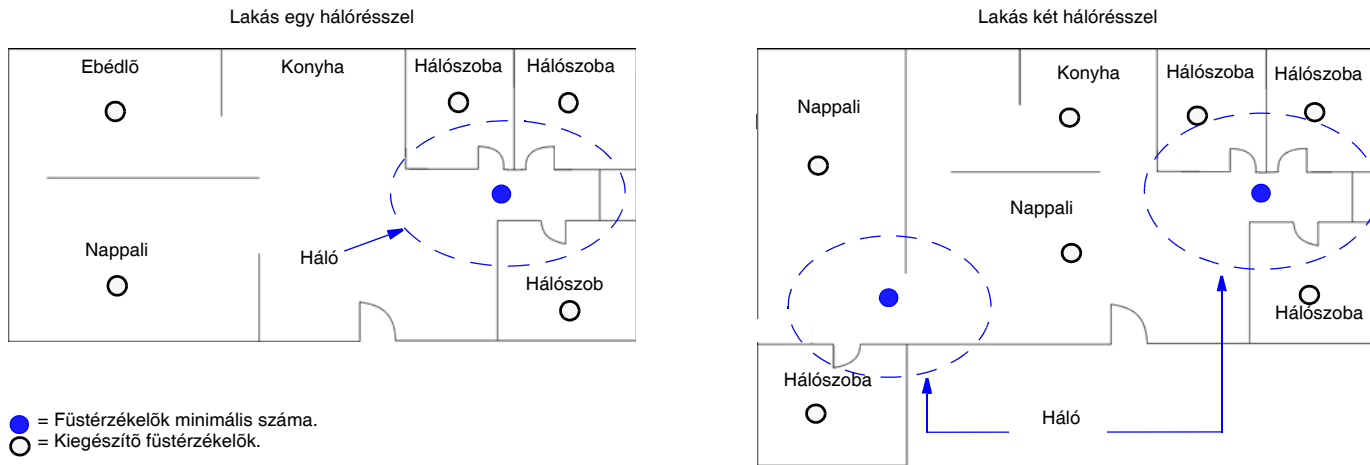 Lakás egy hálórésszel
Ebédlõ
Konyha
Hálószoba
Hálószoba
Nappali
Háló
Hálószob
= Füstérzékelõk minimális száma.
= Kiegészítõ füstérzékelõk.
Lakás két hálórésszel
Nappali
Konyha
Hálószoba
Hálószoba
Nappali
Hálószoba
Hálószoba
Háló